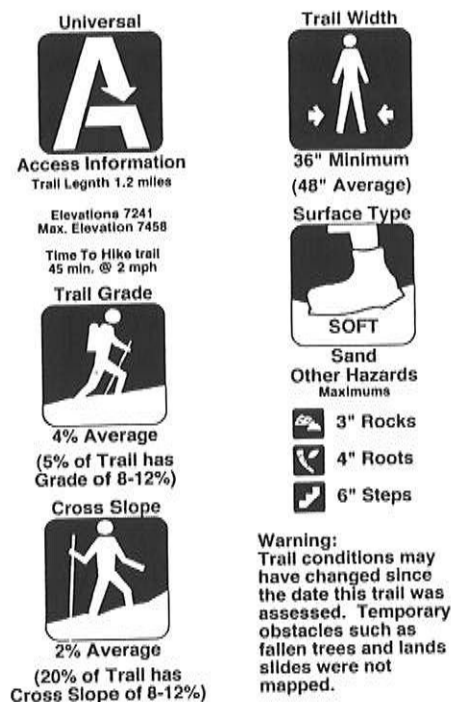 Universal
Access Information
Trail Legnth 1.2 miles
Elevations 7241
Max. Elevation 7458
Time To Hike trail
45 min. @ 2 mph
Trail Grade
4% Average
(5% of Trail has
Grade of 8-12%)
Cross Slope
2% Average
(20% of Trail has
Cross Slope of 8-12%)
Trail Width
36" Minimum
(48" Average)
Surface Type
SOFT
Sand
Other Hazards
Maximums
3" Rocks
4" Roots
6" Steps
Warning:
Trail conditions may
have changed since
the date this trail was
assessed. Temporary
obstacles such as
fallen trees and lands
slides were not
mapped.